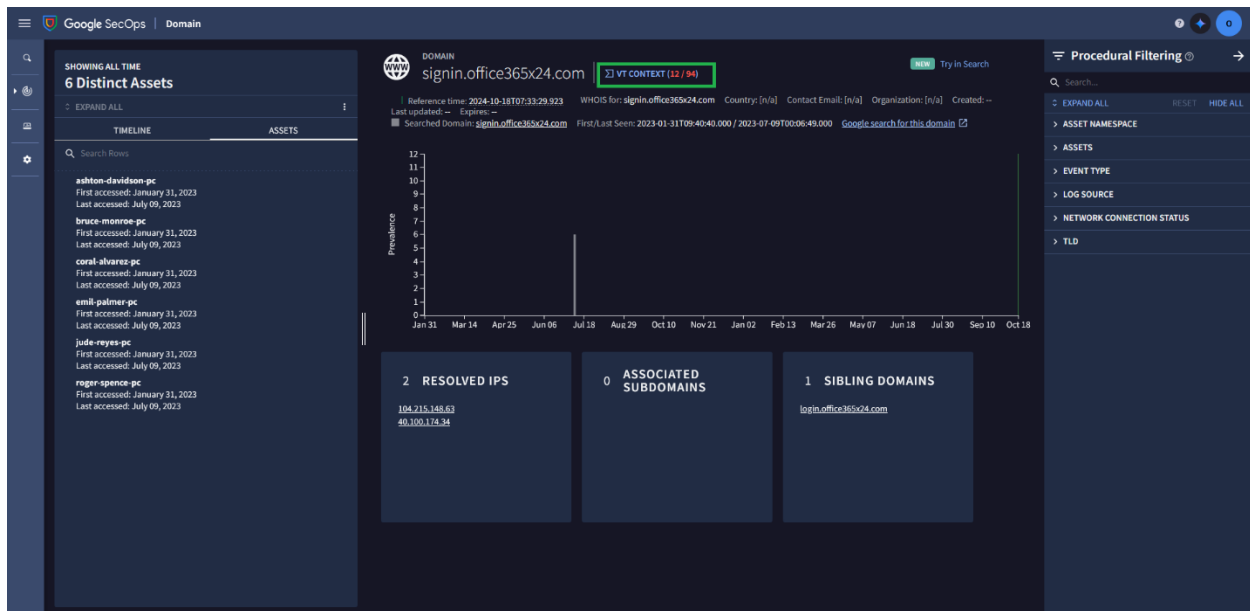 Google SecOps | Domain
O
SHOWING ALL TIME
6 Distinct Assets
EXPAND ALL
TIMELINE ASSETS
Search Rows
ashton-davidson-pc
First accessed: January 31, 2023
Last accessed: July 09, 2023
bruce-monroe-pc
First accessed: January 31, 2023
Last accessed: July 09, 2023
coral-alvarez-pc
First accessed: January 31, 2023
Last accessed: July 09, 2023
emil-palmer-pc
First accessed: January 31, 2023
Last accessed: July 09, 2023
jude-reyes-pc
First accessed: January 31, 2023
Last accessed: July 09, 2023
roger-spence-pc
First accessed: January 31, 2023
Last accessed: July 09, 2023
WWW
DOMAIN
signin.office365x24.com VT CONTEXT (12 / 94)
NEW Try in Search
Reference time: 2024-10-18T07:33:29.923 WHOIS for: signin.office365x24.com Country: [n/a] Contact Email: [n/a] Organization: [n/a] Created: --
Last updated: -- Expires: --
Searched Domain: signin.office365x24.com First/Last Seen: 2023-01-31T09:40:40.000 / 2023-07-09T00:06:49.000 Google search for this domain
Prevalence
12
11
10
9
8
7
6
5
4
3
2
1
0
Jan 31 Mar 14 Apr 25 Jun 06 Jul 18 Aug 29 Oct 10 Nov 21 Jan 02 Feb 13 Mar 26 May 07 Jun 18 Jul 30 Sep 10 Oct 18
2 RESOLVED IPS
104.215.148.63
40.100.174.34
0 ASSOCIATED
SUBDOMAINS
1 SIBLING DOMAINS
login.office365x24.com
Procedural Filtering
Search...
EXPAND ALL RESET HIDE ALL
ASSET NAMESPACE
ASSETS
EVENT TYPE
LOG SOURCE
NETWORK CONNECTION STATUS
TLD